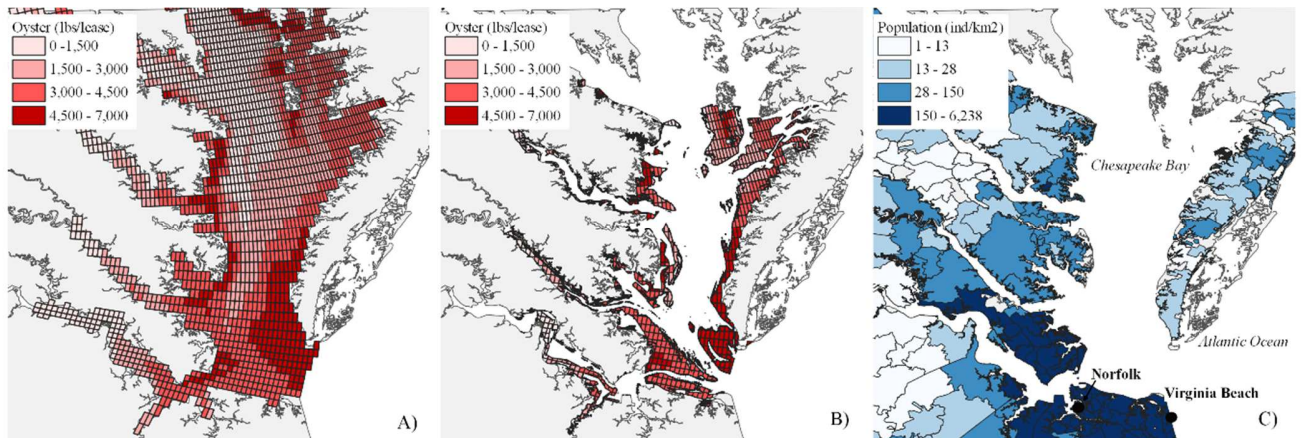 Oyster (lbs/lease)
0 -1,500
1,500 - 3,000
3,000 - 4,500
4,500 - 7,000
A)
Oyster (lbs/lease)
0 -1,500
1,500 - 3,000
3,000 - 4,500
4,500 - 7,000
B)
Population (ind/km2)
1 - 13
13 - 28
28 - 150
150 - 6,238
Chesapeake Bay
Atlantic Ocean
Norfolk
Virginia Beach
C)